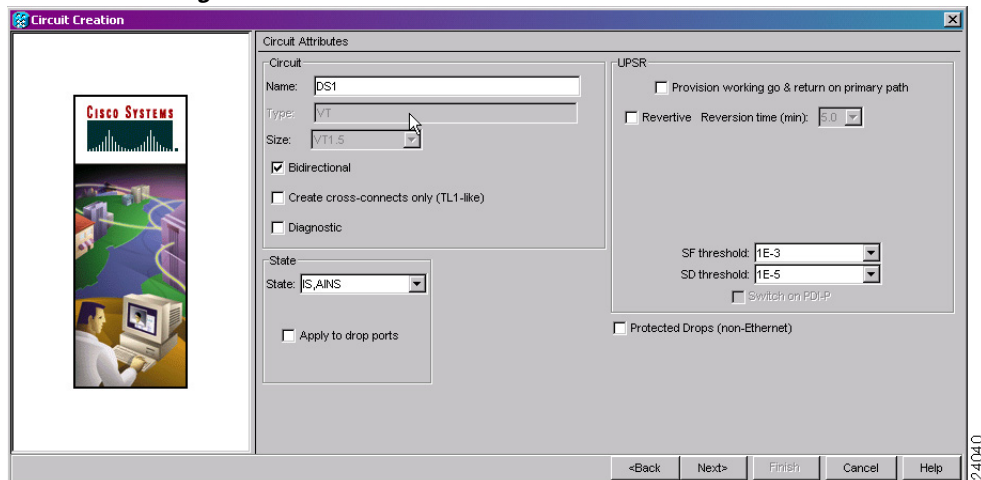 Circuit Creation
CISCO SYSTEMS
Circuit Attributes
Circuit
Name: DS1
Type: VT
Size: VT1.5
Bidirectional
Create cross-connects only (TL1-like)
Diagnostic
State
State: IS,AINS
Apply to drop ports
UPSR
Provision working go & return on primary path
Revertive Reversion time (min): 5.0
SF threshold: 1E-3
SD threshold: 1E-5
Switch on PDI-P
Protected Drops (non-Ethernet)
<Back Next> Finish Cancel Help
24040